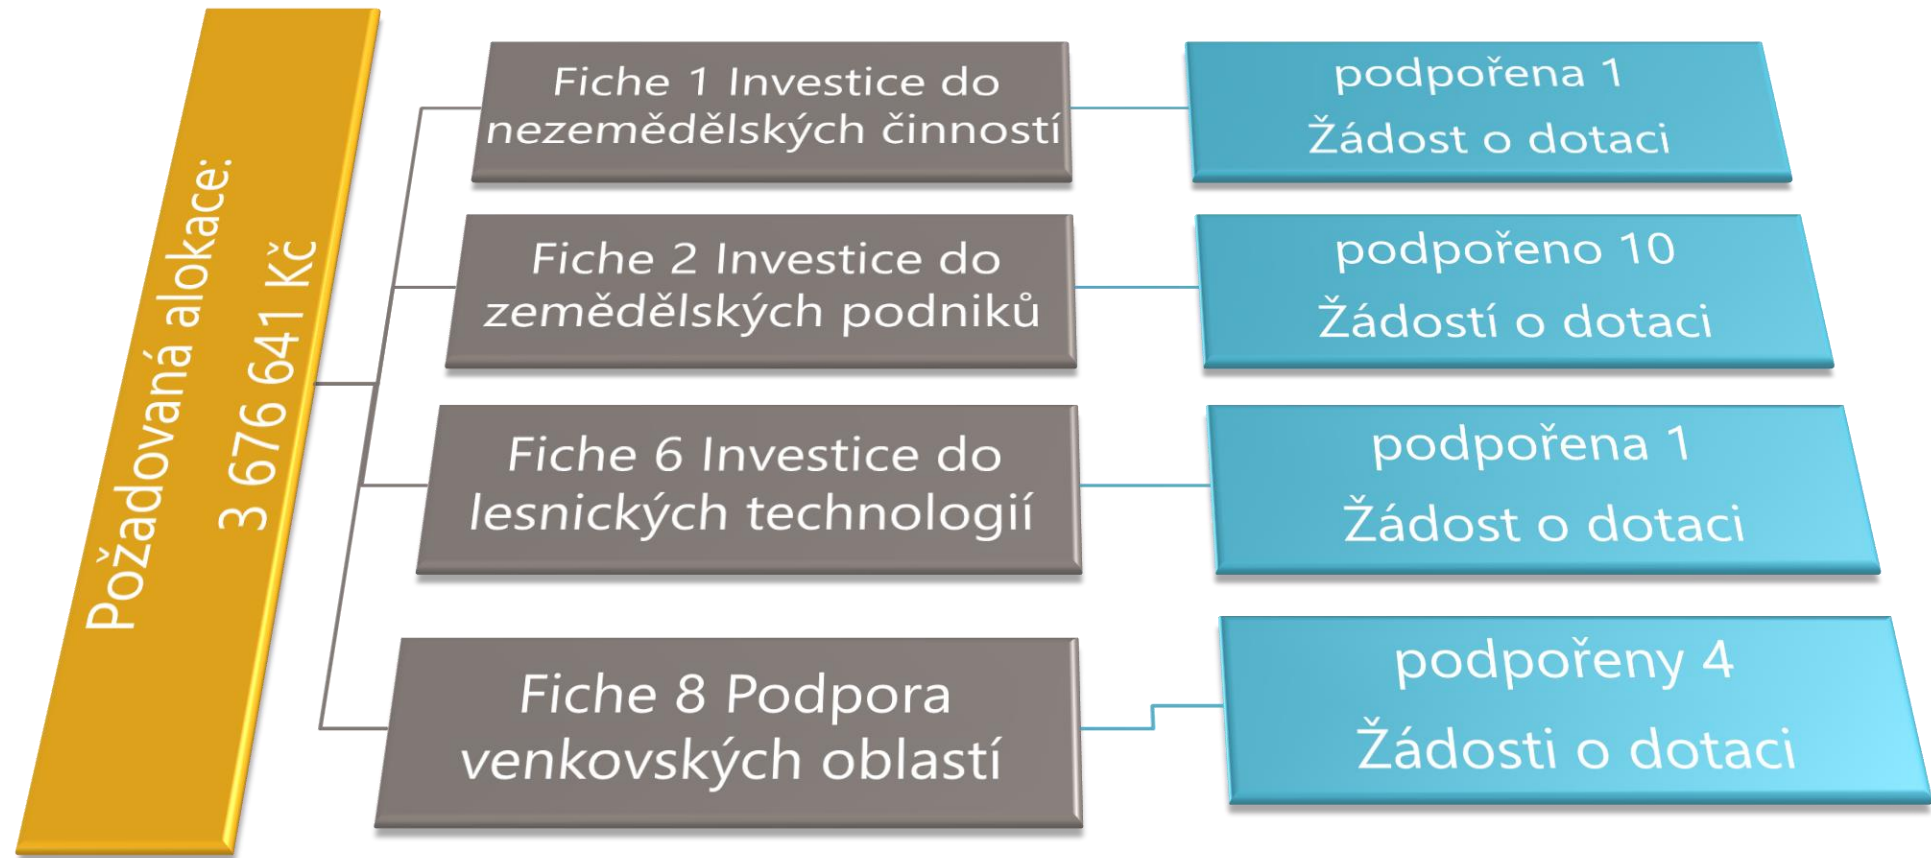 Požadovaná alokace:
3 676 641 Kč
Fiche 1 Investice do
nezemědělských činností
podpořena 1
Žádost o dotaci
Fiche 2 Investice do
zemědělských podniků
podpořeno 10
Žádostí o dotaci
Fiche 6 Investice do
lesnických technologií
podpořena 1
Žádost o dotaci
Fiche 8 Podpora
venkovských oblastí
podpořeny 4
Žádosti o dotaci